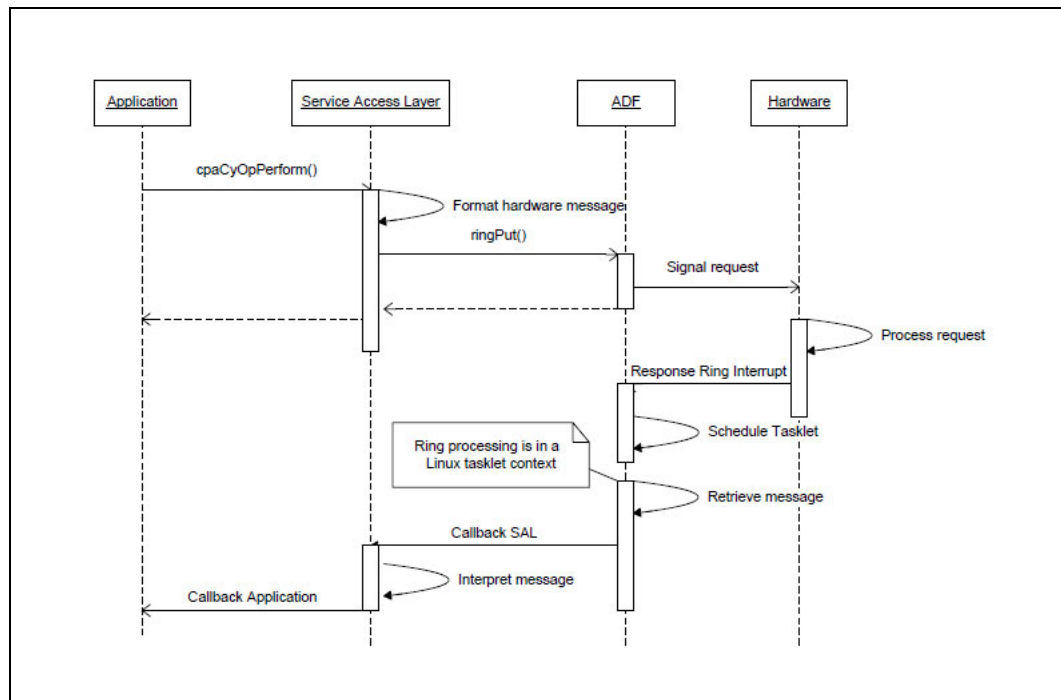 Application
Service Access Layer
ADF
Hardware
cpaCyOpPerform()
Format hardware message
ringPut()
Signal request
Process request
Response Ring Interrupt
Schedule Tasklet
Ring processing is in a
Linux tasklet context
Retrieve message
Callback SAL
Interpret message
Callback Application